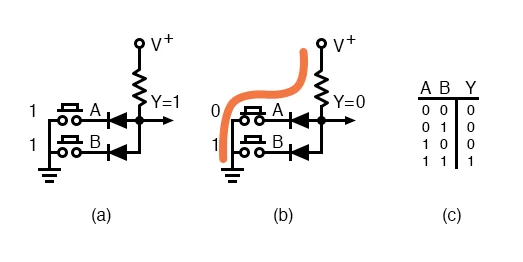 V+
Y=1
1 A
1 B
(a)
V+
Y=0
0 A
1 B
(b)
A B Y
0 0 0
0 1 0
1 0 0
1 1 1
(c)